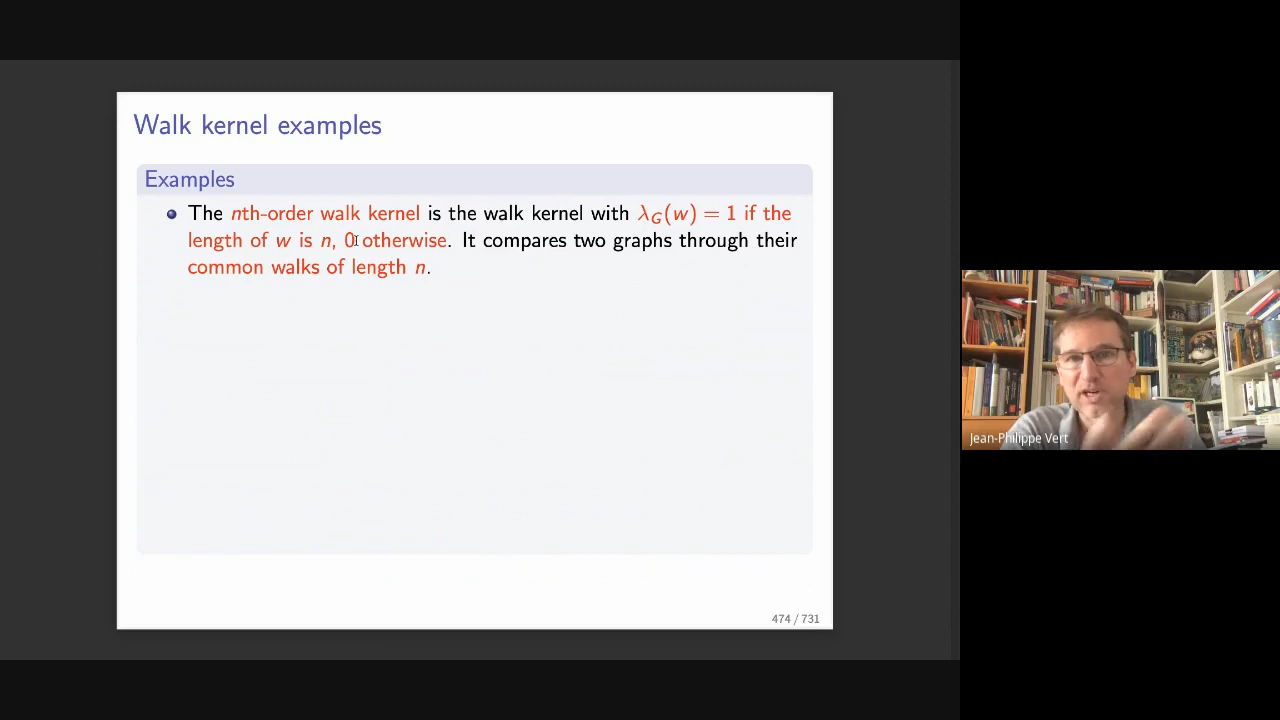 Walk kernel examples
Examples
The nth-order walk kernel is the walk kernel with λ_G(w) = 1 if the
length of w is n, 0 otherwise. It compares two graphs through their
common walks of length n.
474 / 731
Jean-Philippe Vert